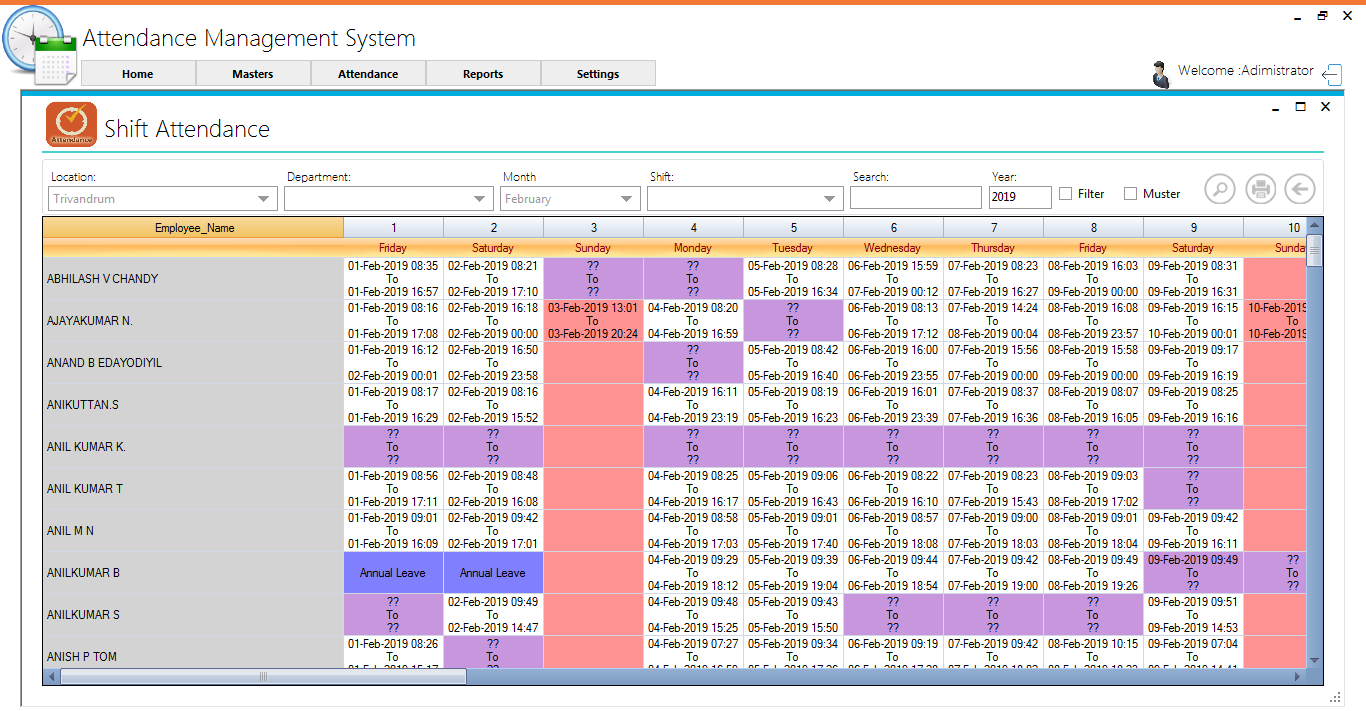 Attendance Management System
Home Masters Attendance Reports Settings
Welcome :Adimistrator
Attendance
Shift Attendance
Location: Department: Month Shift: Search: Year:
Trivandrum February 2019 Filter Muster
Employee_Name 1 2 3 4 5 6 7 8 9 10
Friday Saturday Sunday Monday Tuesday Wednesday Thursday Friday Saturday Sunda
01-Feb-2019 08:35 02-Feb-2019 08:21 ?? ?? 05-Feb-2019 08:28 06-Feb-2019 15:59 07-Feb-2019 08:23 08-Feb-2019 16:03 09-Feb-2019 08:31
ABHILASH V CHANDY To To To To To To To To To
01-Feb-2019 16:57 02-Feb-2019 17:10 ?? ?? 05-Feb-2019 16:34 07-Feb-2019 00:12 07-Feb-2019 16:27 09-Feb-2019 00:00 09-Feb-2019 16:31
01-Feb-2019 08:16 02-Feb-2019 16:18 03-Feb-2019 13:01 04-Feb-2019 08:20 ?? 06-Feb-2019 08:13 07-Feb-2019 14:24 08-Feb-2019 16:08 09-Feb-2019 16:15 10-Feb-2019
AJAYAKUMAR N. To To To To To To To To To To
01-Feb-2019 17:08 02-Feb-2019 00:00 03-Feb-2019 20:24 04-Feb-2019 16:59 ?? 06-Feb-2019 17:12 08-Feb-2019 00:04 08-Feb-2019 23:57 10-Feb-2019 00:01 10-Feb-2019
01-Feb-2019 16:12 02-Feb-2019 16:50 ?? 05-Feb-2019 08:42 06-Feb-2019 16:00 07-Feb-2019 15:56 08-Feb-2019 15:58 09-Feb-2019 09:17
ANAND B EDAYODIYIL To To To To To To To To
02-Feb-2019 00:01 02-Feb-2019 23:58 ?? 05-Feb-2019 16:40 06-Feb-2019 23:55 07-Feb-2019 00:00 09-Feb-2019 00:00 09-Feb-2019 16:19
01-Feb-2019 08:17 02-Feb-2019 08:16 04-Feb-2019 16:11 05-Feb-2019 08:19 06-Feb-2019 16:01 07-Feb-2019 08:37 08-Feb-2019 08:07 09-Feb-2019 08:25
ANIKUTTAN.S To To To To To To To To
01-Feb-2019 16:29 02-Feb-2019 15:52 04-Feb-2019 23:19 05-Feb-2019 16:23 06-Feb-2019 23:39 07-Feb-2019 16:36 08-Feb-2019 16:05 09-Feb-2019 16:16
?? ?? ?? ?? ?? ?? ?? ??
ANIL KUMAR K. To To To To To To To To
?? ?? ?? ?? ?? ?? ?? ??
01-Feb-2019 08:56 02-Feb-2019 08:48 04-Feb-2019 08:25 05-Feb-2019 09:06 06-Feb-2019 08:22 07-Feb-2019 08:23 08-Feb-2019 09:03 ??
ANIL KUMAR T To To To To To To To To
01-Feb-2019 17:11 02-Feb-2019 16:08 04-Feb-2019 16:17 05-Feb-2019 16:43 06-Feb-2019 16:10 07-Feb-2019 15:43 08-Feb-2019 17:02 ??
01-Feb-2019 09:01 02-Feb-2019 09:42 04-Feb-2019 08:58 05-Feb-2019 09:01 06-Feb-2019 08:57 07-Feb-2019 09:00 08-Feb-2019 09:01 09-Feb-2019 09:42
ANIL M N To To To To To To To To
01-Feb-2019 16:09 02-Feb-2019 17:01 04-Feb-2019 17:03 05-Feb-2019 17:40 06-Feb-2019 18:08 07-Feb-2019 18:03 08-Feb-2019 18:04 09-Feb-2019 16:11
04-Feb-2019 09:29 05-Feb-2019 09:39 06-Feb-2019 09:44 07-Feb-2019 09:42 08-Feb-2019 09:49 09-Feb-2019 09:49 ??
ANILKUMAR B Annual Leave Annual Leave To To To To To To To
04-Feb-2019 18:12 05-Feb-2019 19:04 06-Feb-2019 18:54 07-Feb-2019 19:00 08-Feb-2019 19:26 ?? ??
?? 02-Feb-2019 09:49 04-Feb-2019 09:48 05-Feb-2019 09:43 ?? ?? ?? 09-Feb-2019 09:51
ANILKUMAR S To To To To To To To To
?? 02-Feb-2019 14:47 04-Feb-2019 15:25 05-Feb-2019 15:50 ?? ?? ?? 09-Feb-2019 14:53
01-Feb-2019 08:26 ?? 04-Feb-2019 07:27 05-Feb-2019 09:34 06-Feb-2019 09:19 07-Feb-2019 09:42 08-Feb-2019 10:15 09-Feb-2019 07:04
ANISH P TOM To To To To To To To To